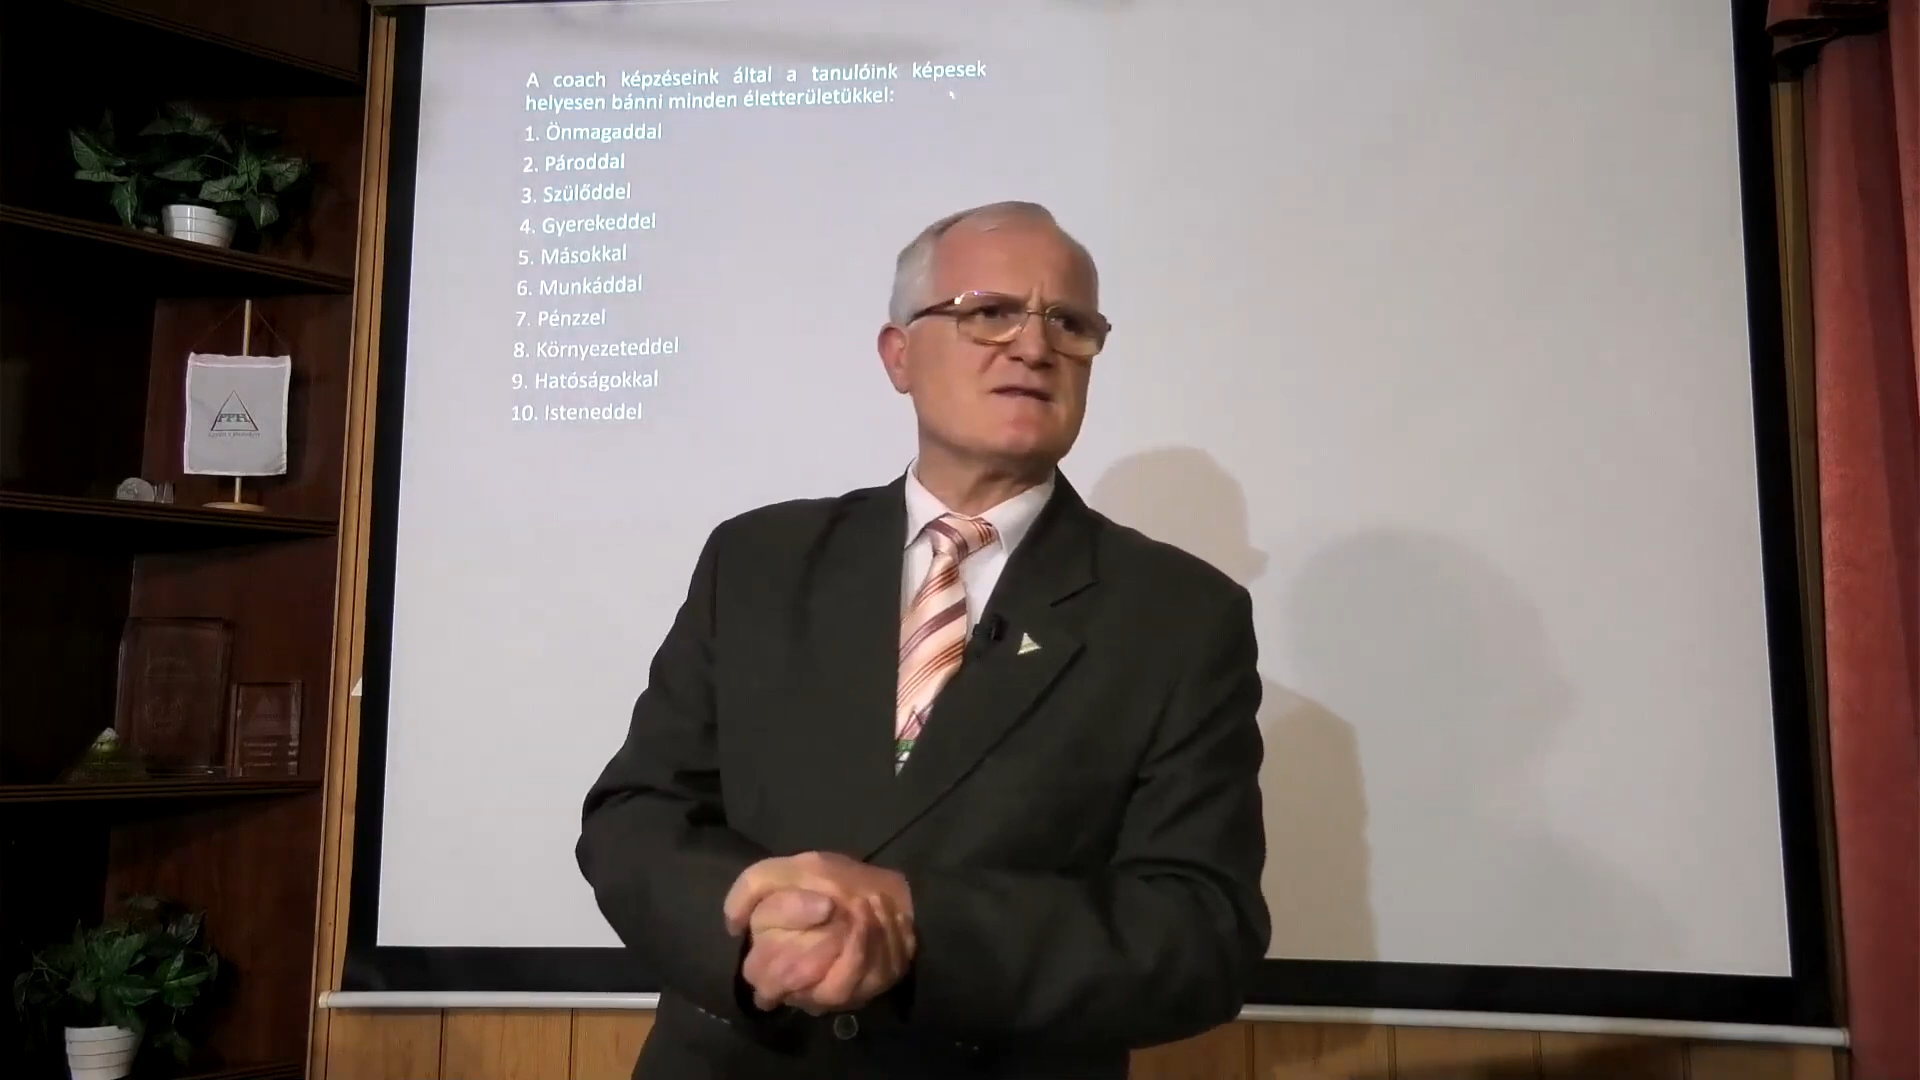 A coach képzéseink által a tanulóink képesek
helyesen bánni minden életterületükkel:
1. Önmagaddal
2. Pároddal
3. Szülőddel
4. Gyerekeddel
5. Másokkal
6. Munkáddal
7. Pénzzel
8. Környezeteddel
9. Hatóságokkal
10. Isteneddel